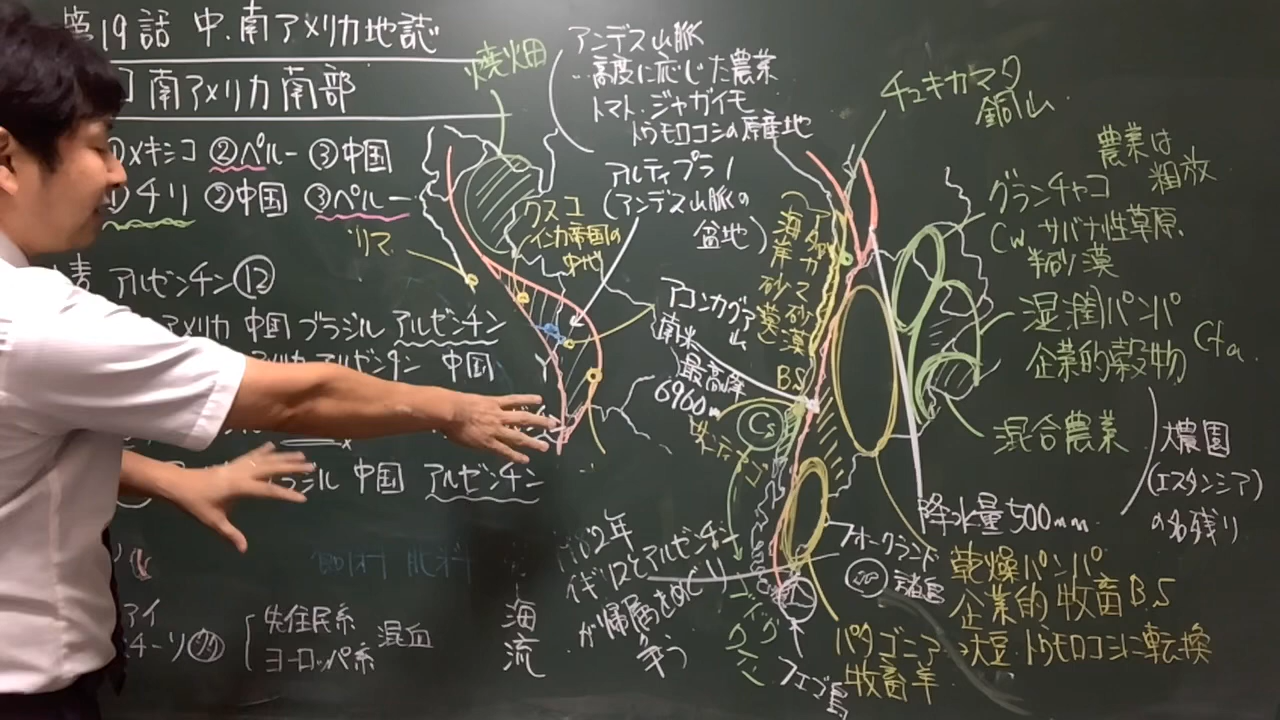 第19話 中.南アメリカ地誌
南アメリカ南部
①メキシコ ②ペルー ③中国
①チリ ②中国 ③ペルー
アルゼンチン⑫
アメリカ 中国 ブラジル アルゼンチン
アルゼンチン 中国
中国 アルゼンチン
先住民系
ヨーロッパ系
混血
海流
焼畑
アンデス山脈
高度に応じた農業
トマト.ジャガイモ
トウモロコシの原産地
アルティプラノ
(アンデス山脈の
盆地)
リマ
クスコ
インカ帝国の
中心
アコンカグア山
南米
最高峰
6960m
海岸砂漠
アタカマ砂漠
BS
Cs
チュキカマタ
銅山
農業は
粗放
グランチャコ
Cw サバナ性草原.
半砂漠
湿潤パンパ
企業的穀物
Cfa
混合農業
大農園
(エスタンシア)
の名残り
降水量500mm
乾燥パンパ
企業的牧畜BS
大豆 トウモロコシに転換
フォークランド
諸島
イギリスとアルゼンチン
が帰属をめぐり
争う
パタゴニア
牧畜羊
フエゴ島